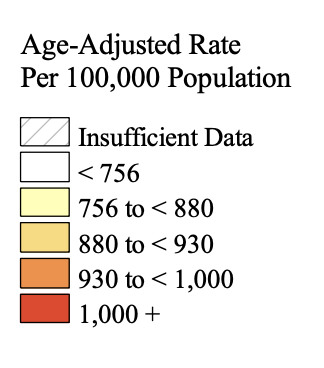 Age-Adjusted Rate
Per 100,000 Population
Insufficient Data
< 756
756 to < 880
880 to < 930
930 to < 1,000
1,000 +